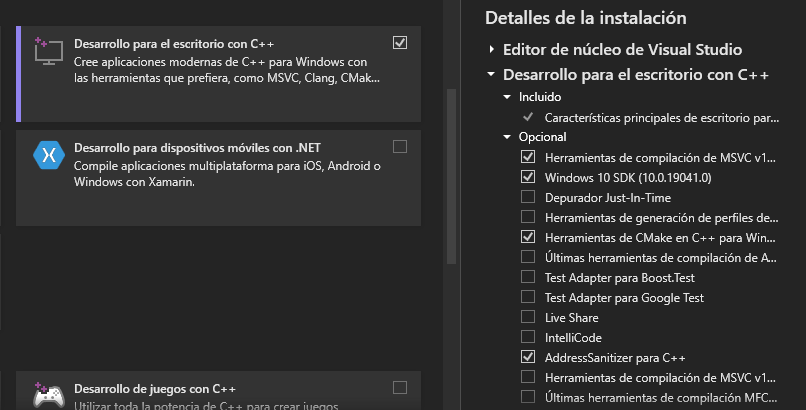 Desarrollo para el escritorio con C++
Cree aplicaciones modernas de C++ para Windows con
las herramientas que prefiera, como MSVC, Clang, CMak...
Desarrollo para dispositivos móviles con .NET
Compile aplicaciones multiplataforma para iOS, Android o
Windows con Xamarin.
Desarrollo de juegos con C++
Utilizar toda la potencia de C++ para crear juegos
Detalles de la instalación
Editor de núcleo de Visual Studio
Desarrollo para el escritorio con C++
Incluido
Características principales de escritorio par...
Opcional
Herramientas de compilación de MSVC v1...
Windows 10 SDK (10.0.19041.0)
Depurador Just-In-Time
Herramientas de generación de perfiles de...
Herramientas de CMake en C++ para Win...
Últimas herramientas de compilación de A...
Test Adapter para Boost.Test
Test Adapter para Google Test
Live Share
IntelliCode
AddressSanitizer para C++
Herramientas de compilación de MSVC v1...
Últimas herramientas de compilación MFC...